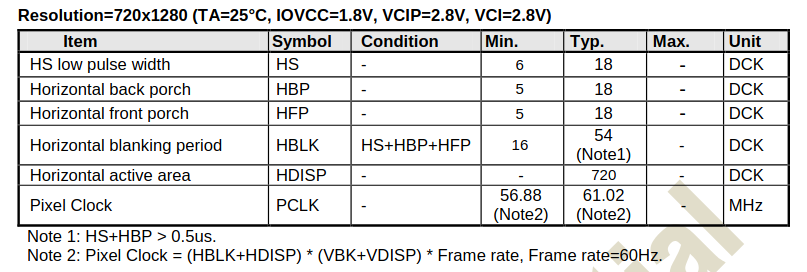 Resolution=720x1280 (TA=25°C, IOVCC=1.8V, VCIP=2.8V, VCI=2.8V)
Item Symbol Condition Min. Typ. Max. Unit
HS low pulse width HS - 6 18 - DCK
Horizontal back porch HBP - 5 18 - DCK
Horizontal front porch HFP - 5 18 - DCK
Horizontal blanking period HBLK HS+HBP+HFP 16 54 (Note1) - DCK
Horizontal active area HDISP - - 720 - DCK
Pixel Clock PCLK - 56.88 (Note2) 61.02 (Note2) - MHz
Note 1: HS+HBP > 0.5us.
Note 2: Pixel Clock = (HBLK+HDISP) * (VBK+VDISP) * Frame rate, Frame rate=60Hz.